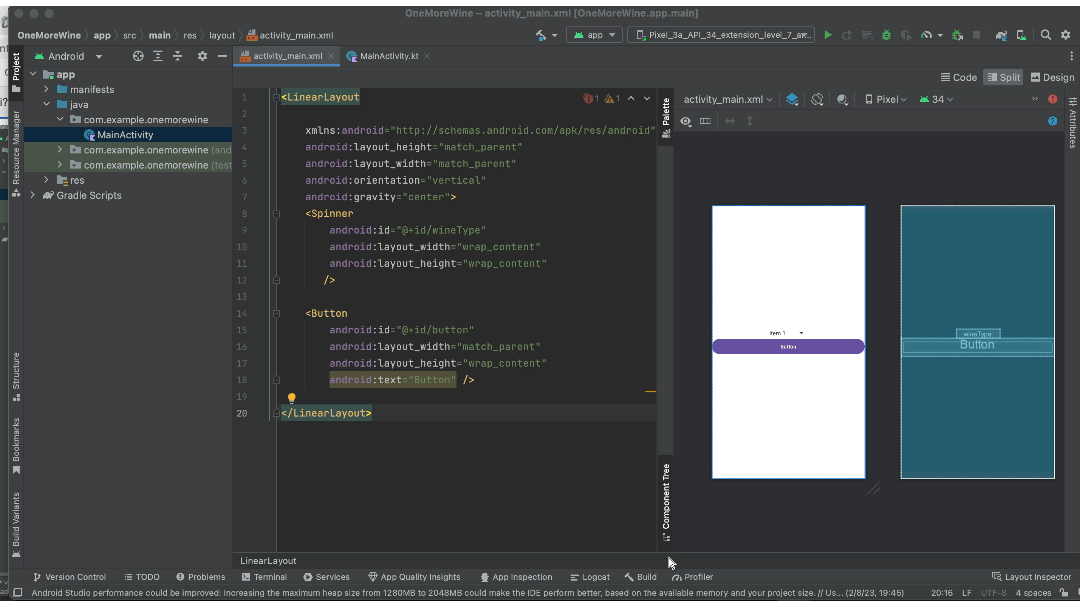 OneMoreWine – activity_main.xml [OneMoreWine.app.main]
OneMoreWine app src main res layout activity_main.xml
app Pixel_3a_API_34_extension_level_7_ar...
Project
Android
activity_main.xml MainActivity.kt
Code Split Design
app
manifests
java
com.example.onemorewine
MainActivity
com.example.onemorewine (and
com.example.onemorewine (test
res
Gradle Scripts
Resource Manager
Structure
Bookmarks
Build Variants
1 <LinearLayout
2
3 xmlns:android="http://schemas.android.com/apk/res/android"
4 android:layout_height="match_parent"
5 android:layout_width="match_parent"
6 android:orientation="vertical"
7 android:gravity="center">
8 <Spinner
9 android:id="@+id/wineType"
10 android:layout_width="wrap_content"
11 android:layout_height="wrap_content"
12 />
13
14 <Button
15 android:id="@+id/button"
16 android:layout_width="match_parent"
17 android:layout_height="wrap_content"
18 android:text="Button" />
19
20 </LinearLayout>
1 1
Palette
Component Tree
activity_main.xml Pixel 34
Attributes
Item 1
Button
wineType
Button
LinearLayout
Version Control TODO Problems Terminal Services App Quality Insights App Inspection Logcat Build Profiler Layout Inspector
Android Studio performance could be improved: Increasing the maximum heap size from 1280MB to 2048MB could make the IDE perform better, based on the available memory and your project size. // Us... (2/8/23, 19:45) 20:16 LF UTF-8 4 spaces